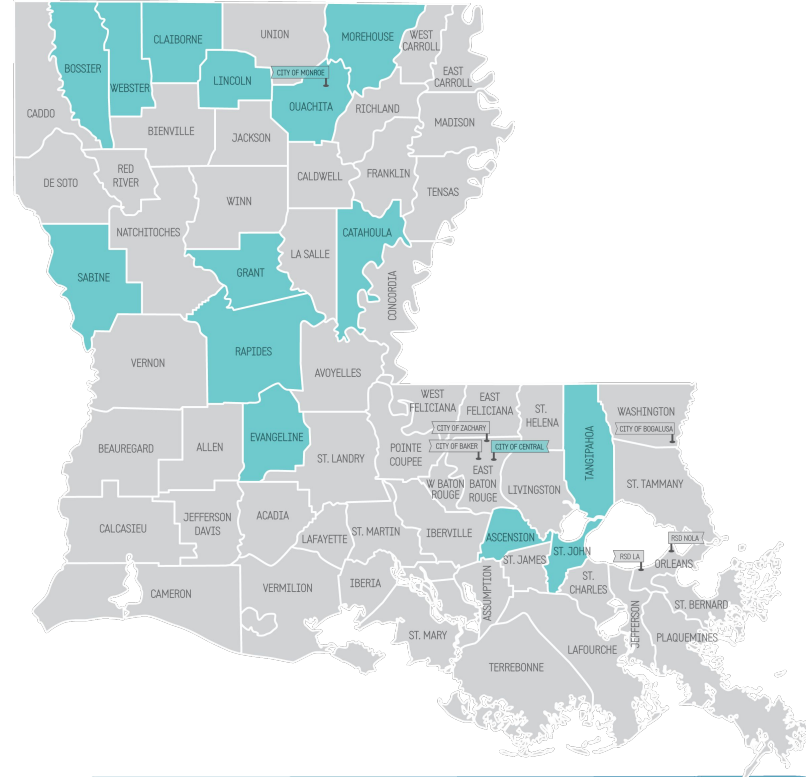 UNION
MOREHOUSE
WEST
CARROLL
CLAIBORNE
BOSSIER
WEBSTER
LINCOLN
CITY OF MONROE
EAST
CARROLL
OUACHITA
RICHLAND
CADDO
MADISON
BIENVILLE
JACKSON
RED
RIVER
DE SOTO
CALDWELL
FRANKLIN
TENSAS
WINN
NATCHITOCHES
CATAHOULA
LA SALLE
SABINE
GRANT
CONCORDIA
RAPIDES
VERNON
AVOYELLES
WEST
FELICIANA
EAST
FELICIANA
ST.
HELENA
TANGIPAHOA
WASHINGTON
CITY OF BOGALUSA
CITY OF ZACHARY
CITY OF BAKER
CITY OF CENTRAL
EVANGELINE
BEAUREGARD
ALLEN
ST. LANDRY
POINTE
COUPEE
EAST
BATON
ROUGE
W BATON
ROUGE
LIVINGSTON
ST. TAMMANY
CALCASIEU
JEFFERSON
DAVIS
ACADIA
LAFAYETTE
ST. MARTIN
IBERVILLE
ASCENSION
ST. JAMES
ST. JOHN
RSD NOLA
RSD LA
ORLEANS
CAMERON
VERMILION
IBERIA
ASSUMPTION
ST.
CHARLES
ST. BERNARD
JEFFERSON
PLAQUEMINES
ST. MARY
LAFOURCHE
TERREBONNE